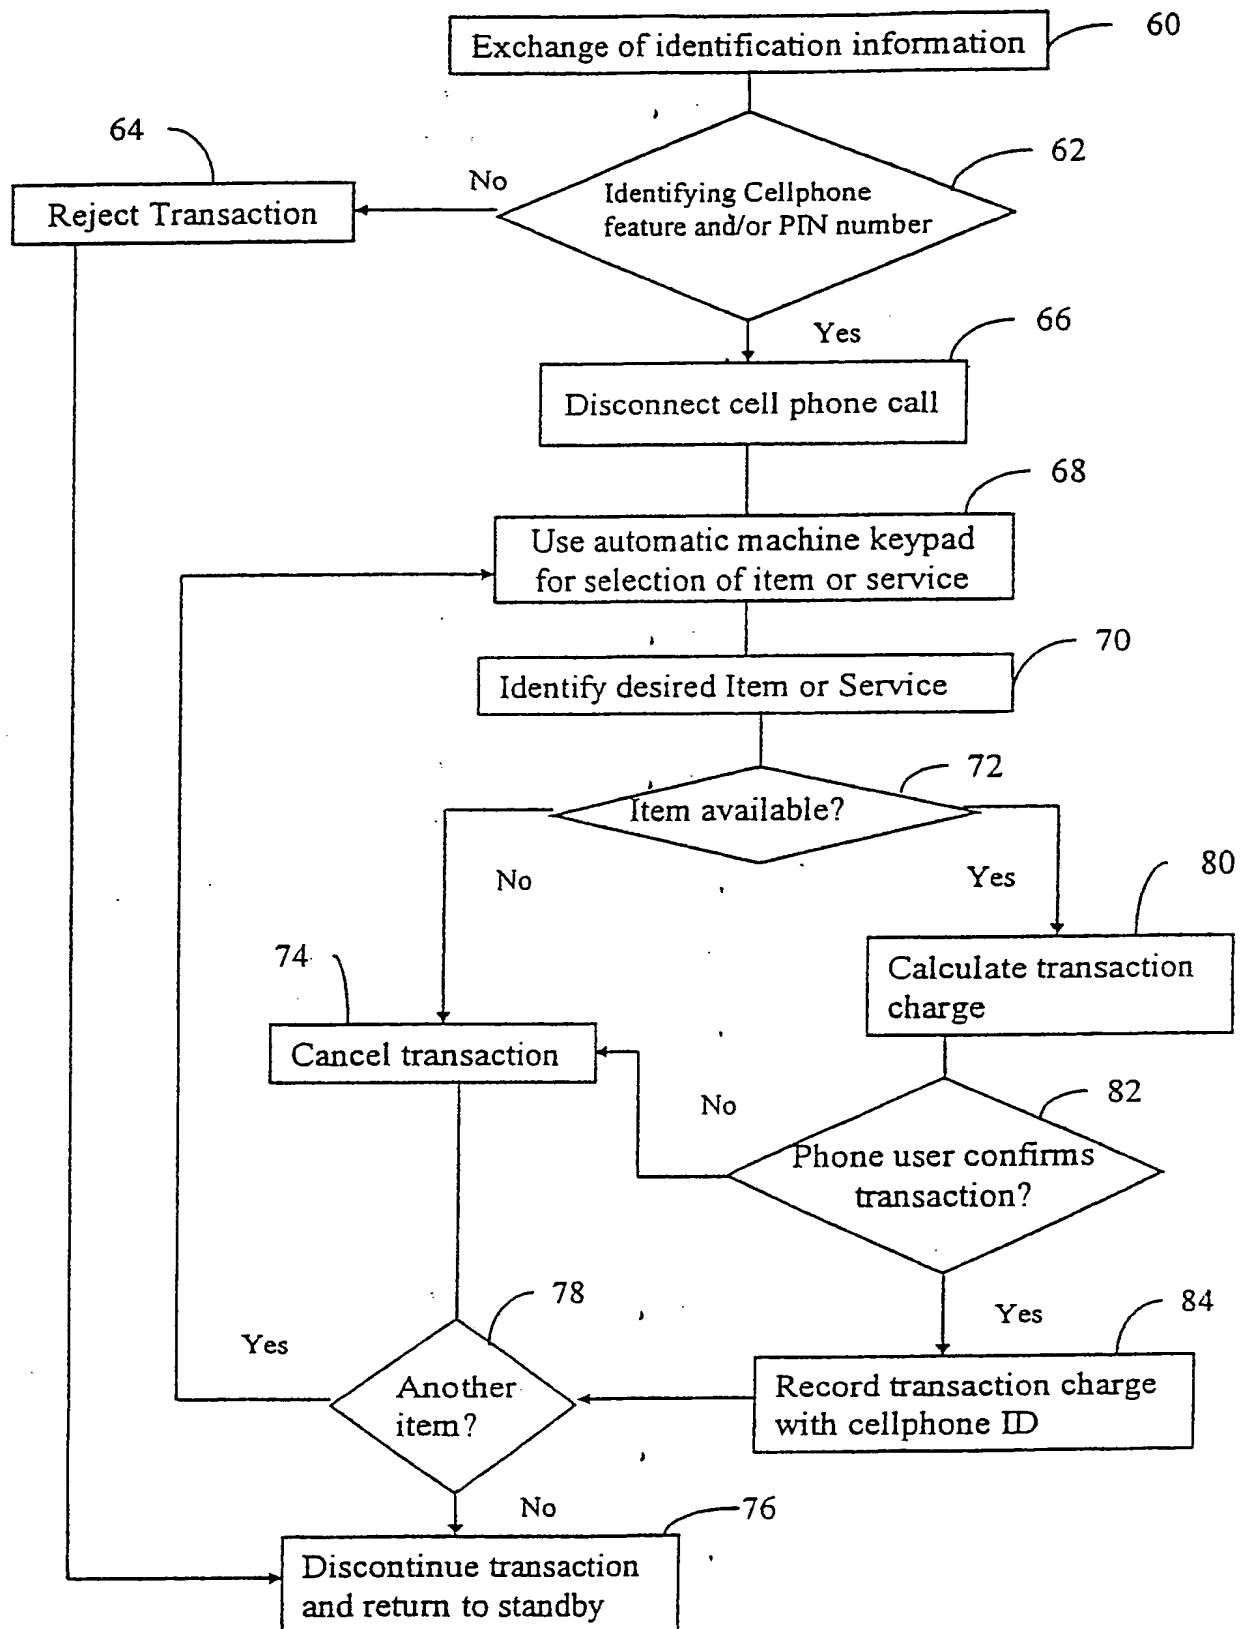 Exchange of identification information
60
64
62
No
Identifying Cellphone
feature and/or PIN number
Reject Transaction
66
Yes
Disconnect cell phone call
68
Use automatic machine keypad
for selection of item or service
70
Identify desired Item or Service
72
Item available?
No
Yes
80
74
Calculate transaction
charge
Cancel transaction
No
82
Phone user confirms
transaction?
78
84
Yes
Yes
Another
item?
Record transaction charge
with cellphone ID
No
76
Discontinue transaction
and return to standby